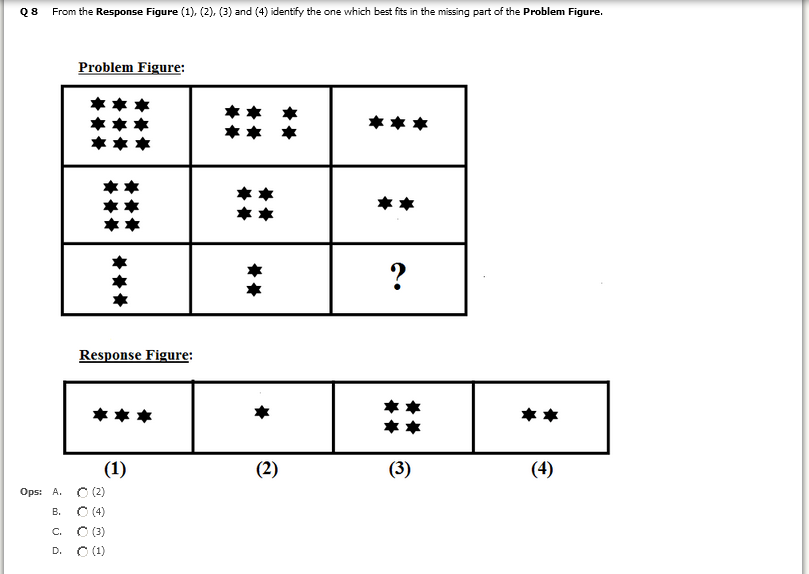 Q 8 From the Response Figure (1), (2), (3) and (4) identify the one which best fits in the missing part of the Problem Figure.
Problem Figure:
?
Response Figure:
(1) (2) (3) (4)
Ops: A. (2)
B. (4)
C. (3)
D. (1)